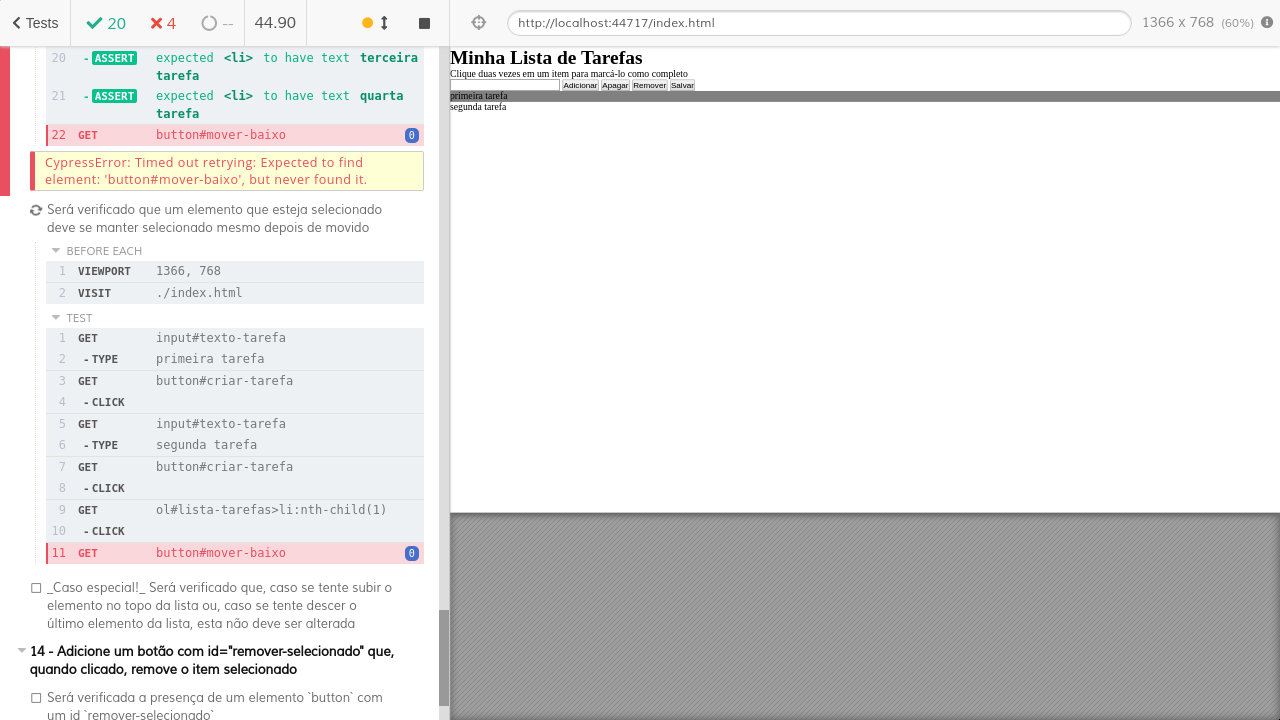 Tests
20
4
--
44.90
http://localhost:44717/index.html
1366 x 768 (60%)
20 - ASSERT expected <li> to have text terceira
tarefa
21 - ASSERT expected <li> to have text quarta
tarefa
22 GET button#mover-baixo 0
CypressError: Timed out retrying: Expected to find
element: 'button#mover-baixo', but never found it.
Será verificado que um elemento que esteja selecionado
deve se manter selecionado mesmo depois de movido
BEFORE EACH
1 VIEWPORT 1366, 768
2 VISIT ./index.html
TEST
1 GET input#texto-tarefa
2 - TYPE primeira tarefa
3 GET button#criar-tarefa
4 - CLICK
5 GET input#texto-tarefa
6 - TYPE segunda tarefa
7 GET button#criar-tarefa
8 - CLICK
9 GET ol#lista-tarefas>li:nth-child(1)
10 - CLICK
11 GET button#mover-baixo 0
_Caso especial!_ Será verificado que, caso se tente subir o
elemento no topo da lista ou, caso se tente descer o
último elemento da lista, esta não deve ser alterada
14 - Adicione um botão com id="remover-selecionado" que,
quando clicado, remove o item selecionado
Será verificada a presença de um elemento `button` com
um id `remover-selecionado`
Minha Lista de Tarefas
Clique duas vezes em um item para marcá-lo como completo
Adicionar Apagar Remover Salvar
primeira tarefa
segunda tarefa